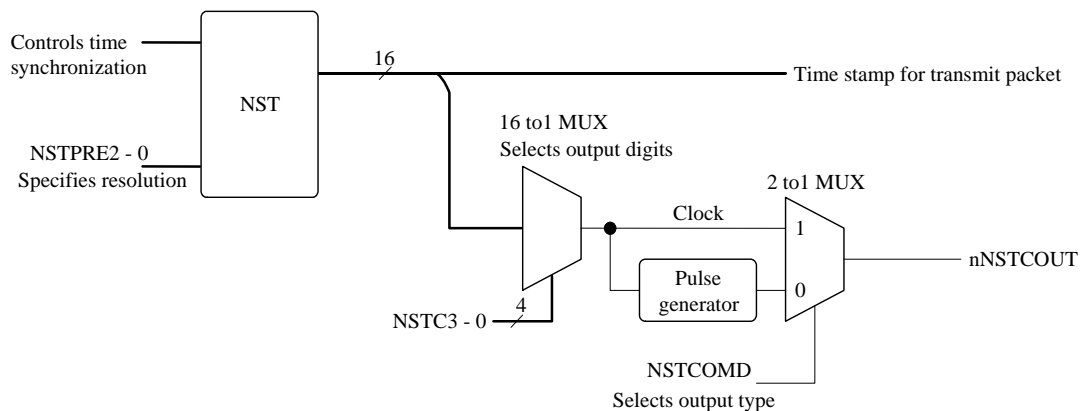 Controls time
synchronization
NST
16
Time stamp for transmit packet
NSTPRE2 - 0
Specifies resolution
16 to1 MUX
Selects output digits
2 to1 MUX
Clock
1
nNSTCOUT
Pulse
generator
0
NSTC3 - 0
4
NSTCOMD
Selects output type